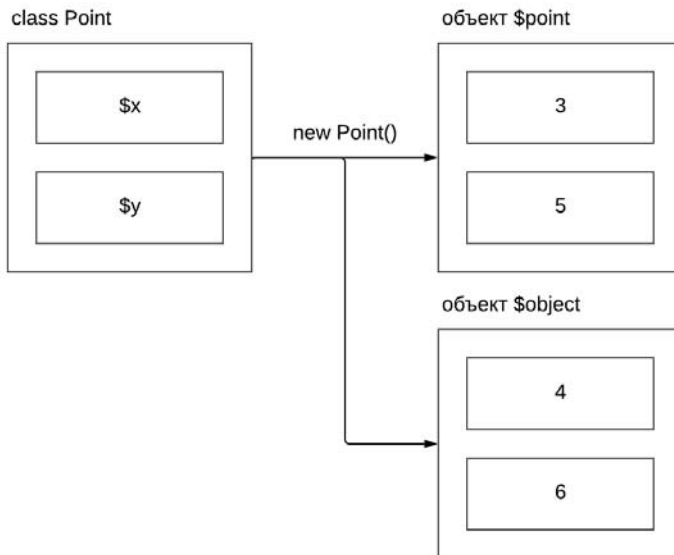 class Point
$x
$y
new Point()
объект $point
3
5
объект $object
4
6